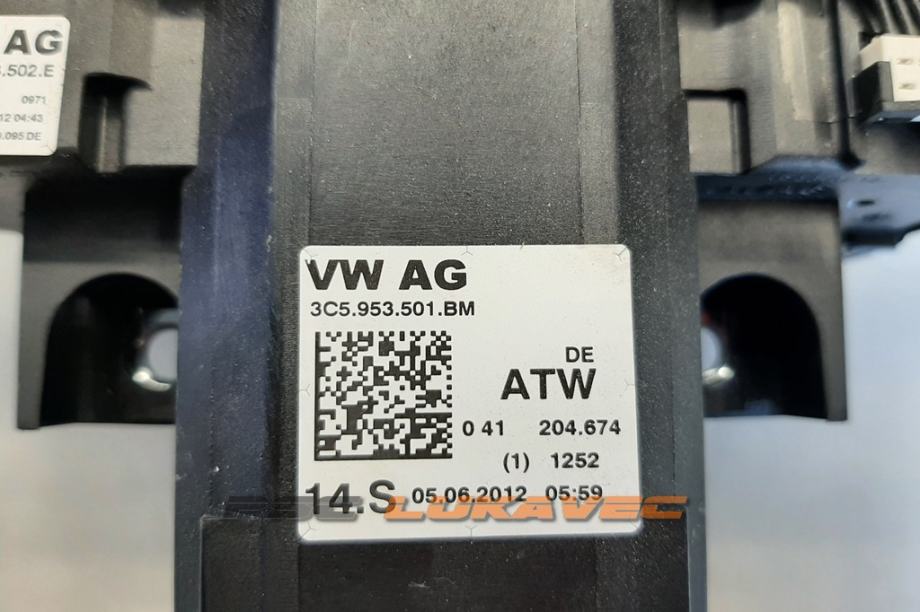 AG
.502.E
0971
12 04:43
.095 DE
VW AG
3C5.953.501.BM
DE
ATW
0 41 204.674
(1) 1252
14.S 05.06.2012 05:59
LUKAVEC